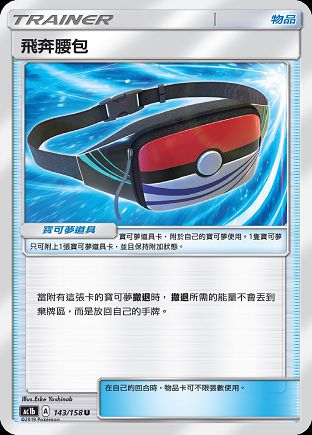 TRAINER 物品
飛奔腰包
寶可夢道具
寶可夢道具卡，附於自己的寶可夢使用。1隻寶可夢
只可附上1張寶可夢道具卡，並且保持附加狀態。
當附有這張卡的寶可夢撤退時，撤退所需的能量不會丟到
棄牌區，而是放回自己的手牌。
Illus.Eske Yoshinob
在自己的回合時，物品卡可不限張數使用。
AC1b A 143/158 U
©2019 Pokémon